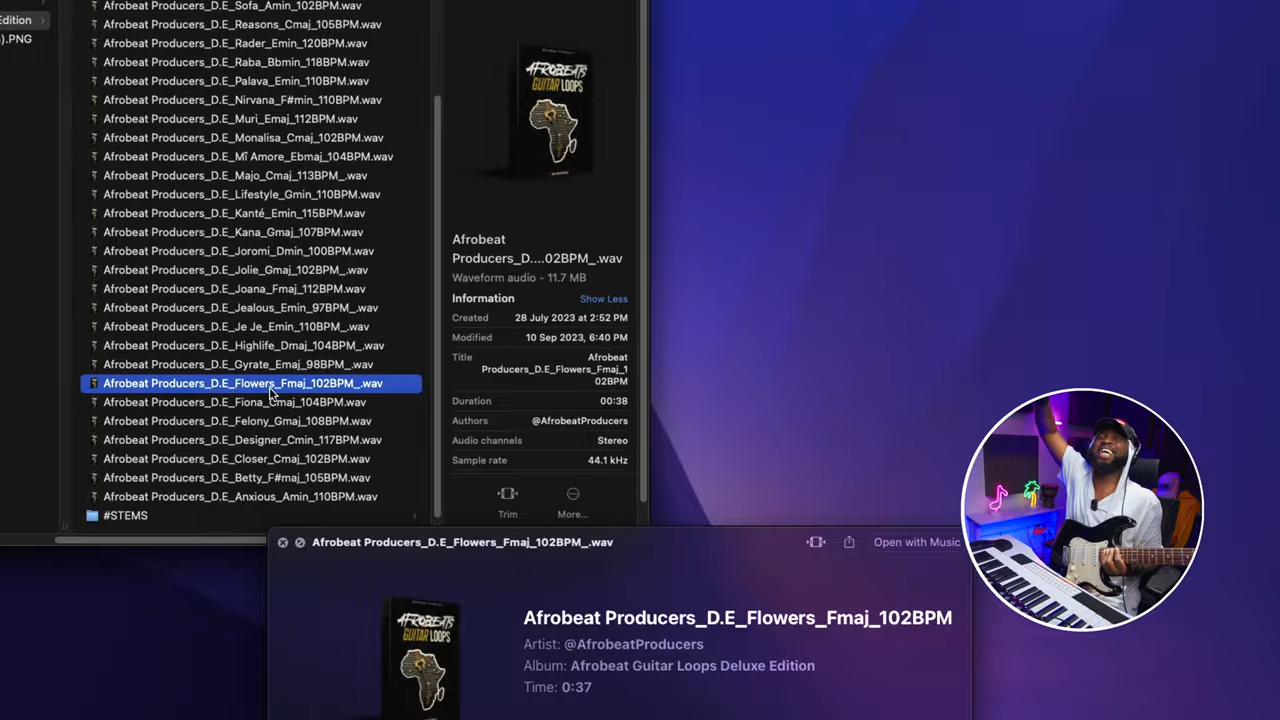 Edition
).PNG
Afrobeat Producers_D.E_Sofa_Amin_102BPM.wav
Afrobeat Producers_D.E_Reasons_Cmaj_105BPM.wav
Afrobeat Producers_D.E_Rader_Emin_120BPM.wav
Afrobeat Producers_D.E_Raba_Bbmin_118BPM.wav
Afrobeat Producers_D.E_Palava_Emin_110BPM.wav
Afrobeat Producers_D.E_Nirvana_F#min_110BPM.wav
Afrobeat Producers_D.E_Muri_Emaj_112BPM.wav
Afrobeat Producers_D.E_Monalisa_Cmaj_102BPM.wav
Afrobeat Producers_D.E_Mî Amore_Ebmaj_104BPM.wav
Afrobeat Producers_D.E_Majo_Cmaj_113BPM_.wav
Afrobeat Producers_D.E_Lifestyle_Gmin_110BPM.wav
Afrobeat Producers_D.E_Kanté_Emin_115BPM.wav
Afrobeat Producers_D.E_Kana_Gmaj_107BPM.wav
Afrobeat Producers_D.E_Joromi_Dmin_100BPM.wav
Afrobeat Producers_D.E_Jolie_Gmaj_102BPM_.wav
Afrobeat Producers_D.E_Joana_Fmaj_112BPM.wav
Afrobeat Producers_D.E_Jealous_Emin_97BPM_.wav
Afrobeat Producers_D.E_Je Je_Emin_110BPM.wav
Afrobeat Producers_D.E_Highlife_Dmaj_104BPM_.wav
Afrobeat Producers_D.E_Gyrate_Emaj_98BPM_.wav
Afrobeat Producers_D.E_Flowers_Fmaj_102BPM_.wav
Afrobeat Producers_D.E_Fiona_Cmaj_104BPM.wav
Afrobeat Producers_D.E_Felony_Gmaj_108BPM.wav
Afrobeat Producers_D.E_Designer_Cmin_117BPM.wav
Afrobeat Producers_D.E_Closer_Cmaj_102BPM.wav
Afrobeat Producers_D.E_Betty_F#maj_105BPM.wav
Afrobeat Producers_D.E_Anxious_Amin_110BPM.wav
#STEMS
AFROBEATS
GUITAR LOOPS
Afrobeat
Producers_D....02BPM_.wav
Waveform audio - 11.7 MB
Information Show Less
Created 28 July 2023 at 2:52 PM
Modified 10 Sep 2023, 6:40 PM
Title Afrobeat
Producers_D.E_Flowers_Fmaj_1
02BPM
Duration 00:38
Authors @AfrobeatProducers
Audio channels Stereo
Sample rate 44.1 kHz
Trim More...
Afrobeat Producers_D.E_Flowers_Fmaj_102BPM_.wav Open with Music
AFROBEATS
GUITAR LOOPS
Afrobeat Producers_D.E_Flowers_Fmaj_102BPM
Artist: @AfrobeatProducers
Album: Afrobeat Guitar Loops Deluxe Edition
Time: 0:37